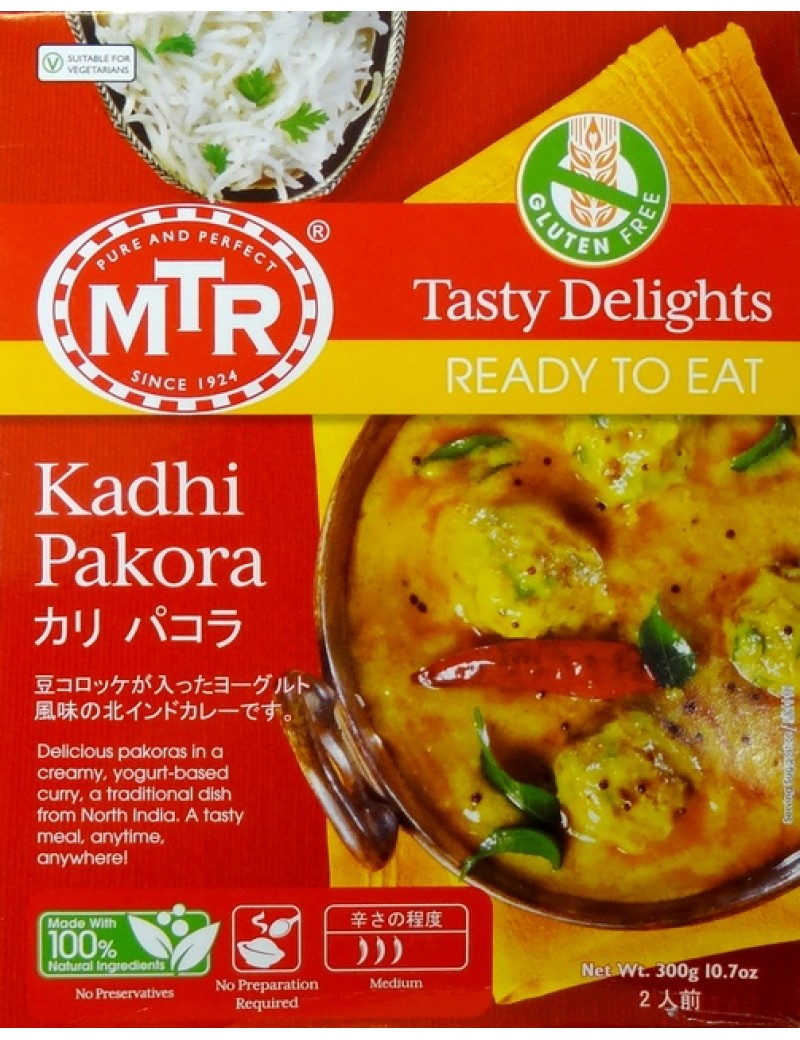 SUITABLE FOR
VEGETARIANS
GLUTEN FREE
PURE AND PERFECT
MTR®
SINCE 1924
Tasty Delights
READY TO EAT
Kadhi
Pakora
カリ パコラ
豆コロッケが入ったヨーグルト
風味の北インドカレーです。
Delicious pakoras in a
creamy, yogurt-based
curry, a traditional dish
from North India. A tasty
meal, anytime,
anywhere!
Made With
100%
Natural Ingredients
No Preservatives
No Preparation
Required
辛さの程度
Medium
Net Wt. 300g 10.7oz
2人前